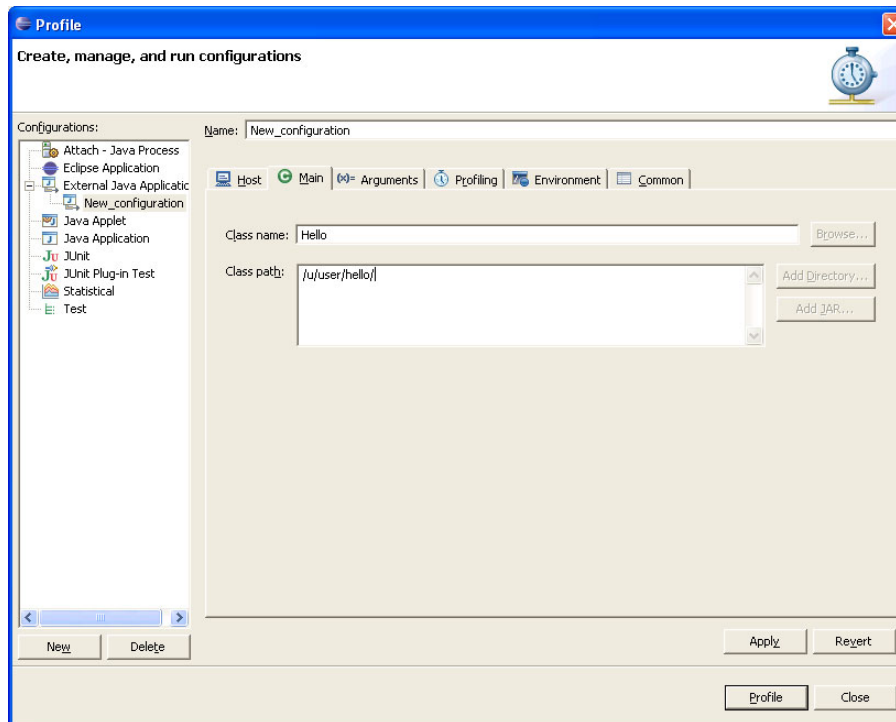 Profile
Create, manage, and run configurations
Configurations:
Attach - Java Process
Eclipse Application
External Java Applicatic
New_configuration
Java Applet
Java Application
JUnit
JUnit Plug-in Test
Statistical
Test
New Delete
Name: New_configuration
Host Main (x)= Arguments Profiling Environment Common
Class name: Hello Browse...
Class path: /u/user/hello/ Add Directory...
Add JAR...
Apply Revert
Profile Close